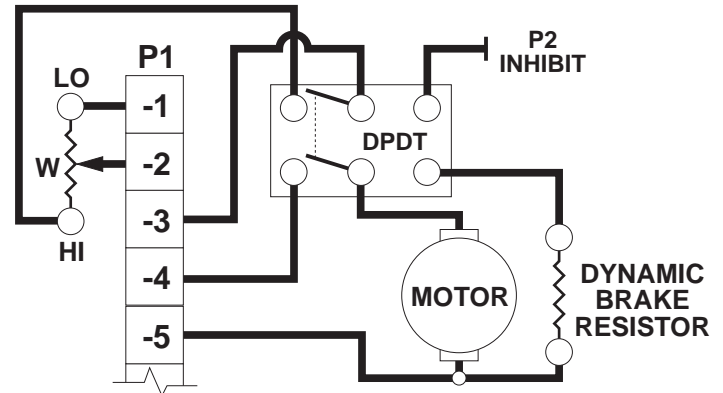 P1
LO
W
HI
-1
-2
-3
-4
-5
P2
INHIBIT
DPDT
MOTOR
DYNAMIC
BRAKE
RESISTOR